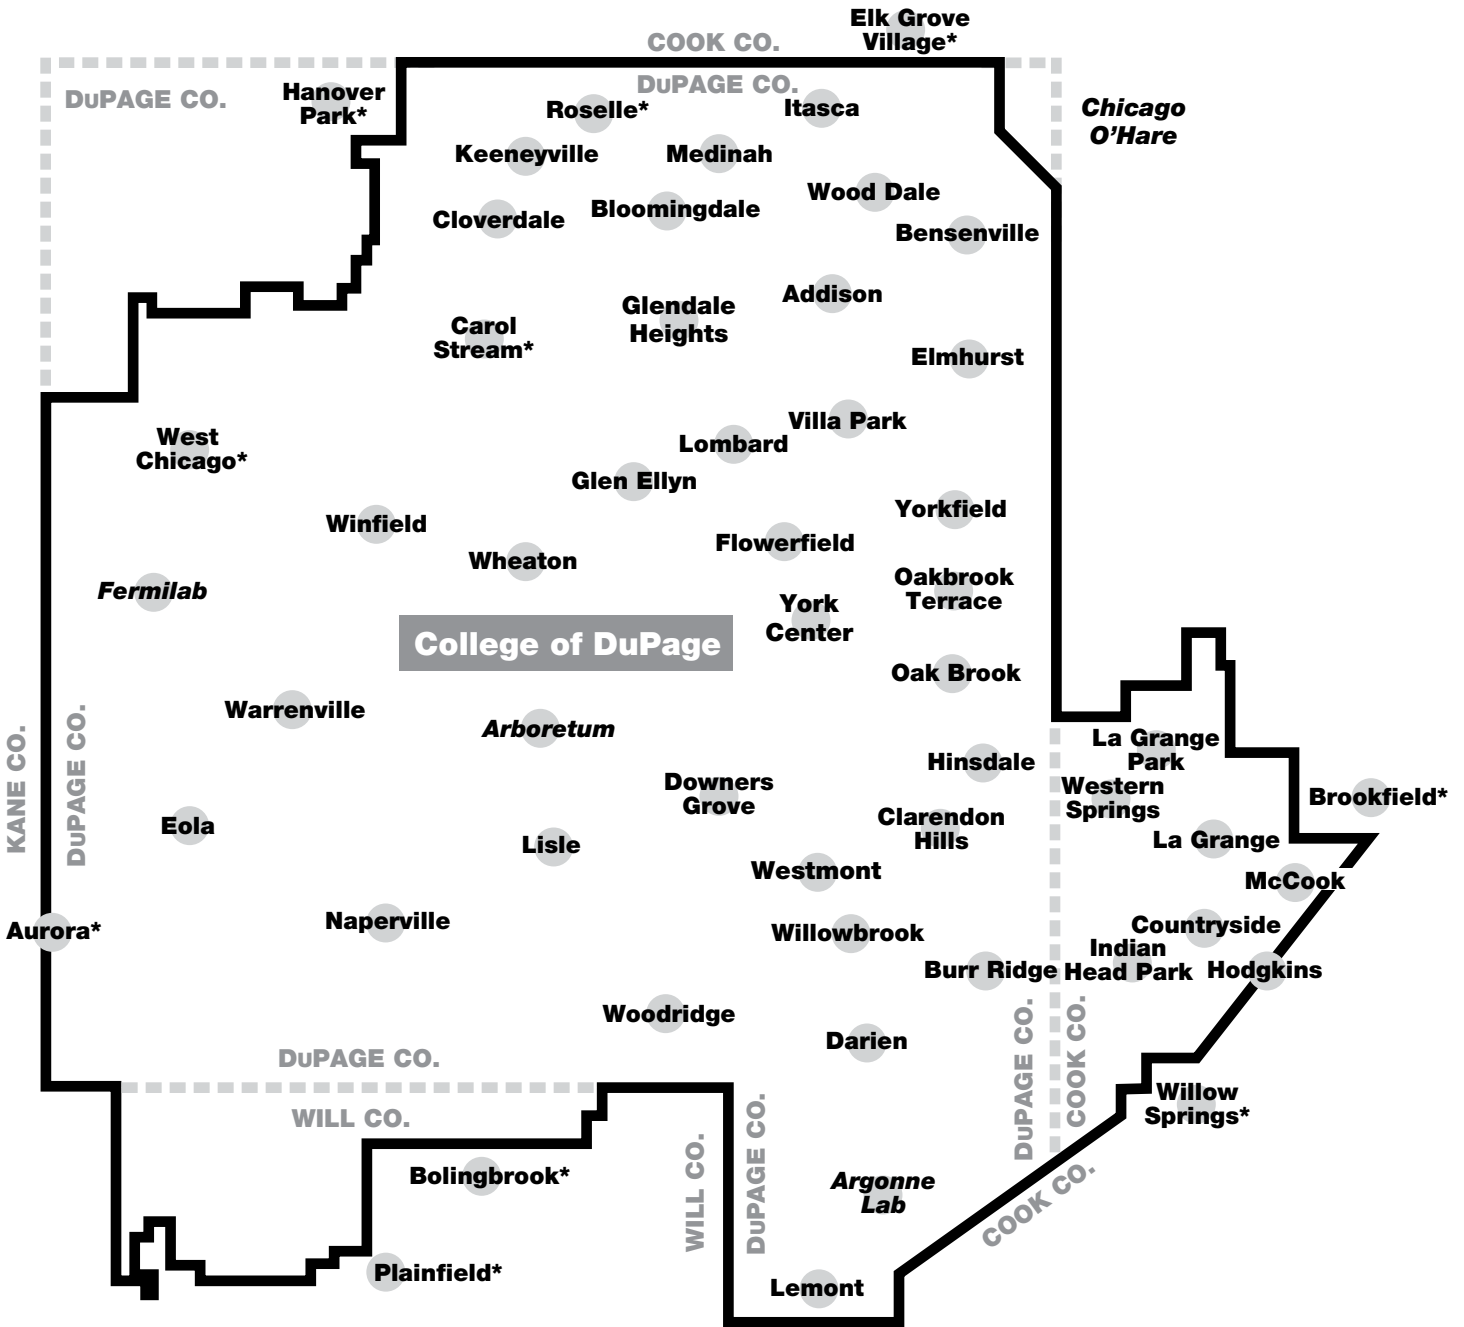 Elk Grove
Village*
COOK CO.
DuPAGE CO.
DuPAGE CO.
Hanover
Park*
Roselle*
Itasca
Chicago
O'Hare
Keeneyville
Medinah
Wood Dale
Cloverdale
Bloomingdale
Bensenville
Addison
Glendale
Heights
Carol
Stream*
Elmhurst
Villa Park
West
Chicago*
Lombard
Glen Ellyn
Yorkfield
Winfield
Flowerfield
Wheaton
Fermilab
Oakbrook
Terrace
York
Center
College of DuPage
Oak Brook
Warrenville
Arboretum
La Grange
Park
Hinsdale
KANE CO.
DuPAGE CO.
Downers
Grove
Western
Springs
Brookfield*
Eola
Clarendon
Hills
La Grange
Lisle
Westmont
McCook
Aurora*
Naperville
Willowbrook
Countryside
Indian
Head Park
Burr Ridge
Hodgkins
Woodridge
Darien
DuPAGE CO.
COOK CO.
DuPAGE CO.
WILL CO.
Willow
Springs*
Bolingbrook*
WILL CO.
DuPAGE CO.
Argonne
Lab
COOK CO.
Plainfield*
Lemont